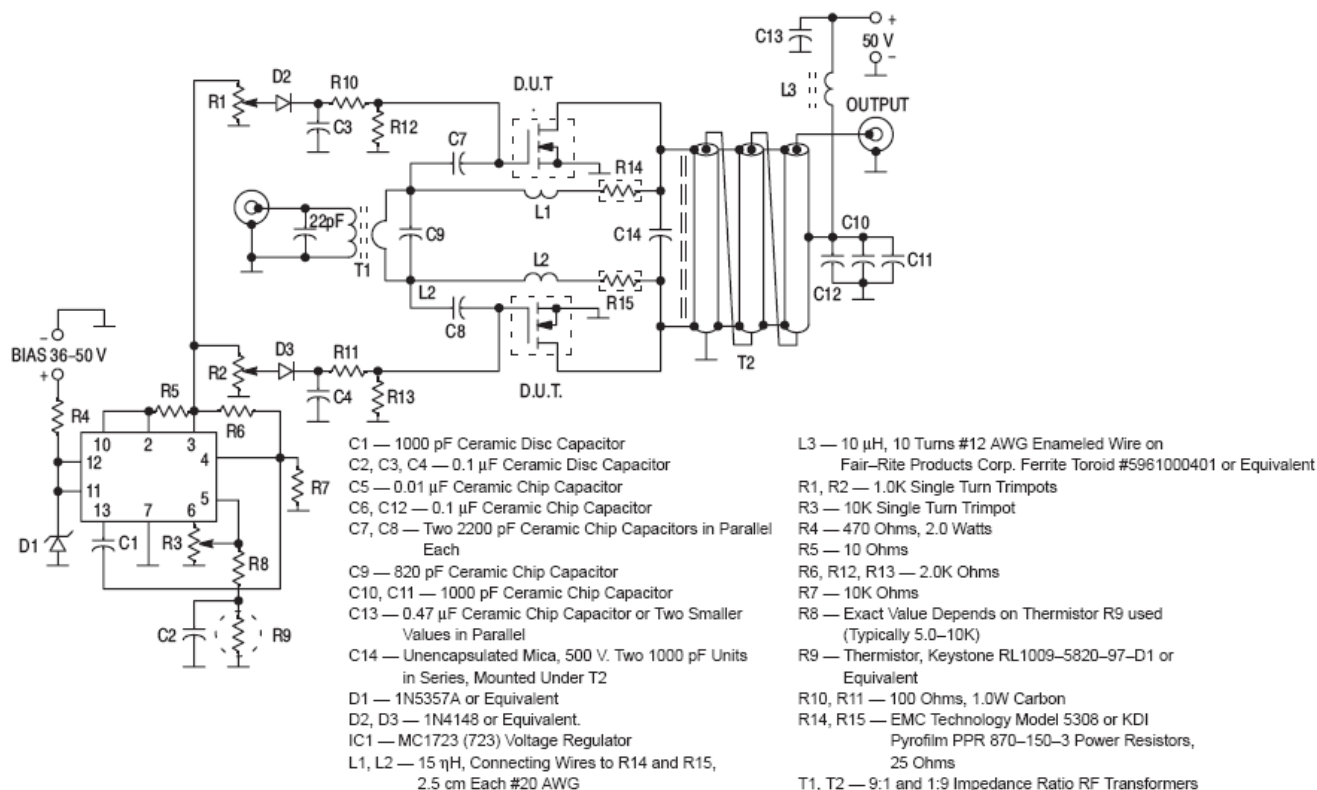 C13
+
50 V
−
D2
R10
D.U.T
L3
OUTPUT
R1
C3
R12
C7
R14
22pF
C9
L1
C14
C10
T1
L2
C11
L2
R15
C12
C8
BIAS 36–50 V
−
+
D3
R11
T2
R2
D.U.T.
R5
C4
R13
R4
R6
10 2 3
12 4
11 5
13 7 6
R7
D1
C1
R3
R8
C2
R9
C1 — 1000 pF Ceramic Disc Capacitor
C2, C3, C4 — 0.1 μF Ceramic Disc Capacitor
C5 — 0.01 μF Ceramic Chip Capacitor
C6, C12 — 0.1 μF Ceramic Chip Capacitor
C7, C8 — Two 2200 pF Ceramic Chip Capacitors in Parallel
Each
C9 — 820 pF Ceramic Chip Capacitor
C10, C11 — 1000 pF Ceramic Chip Capacitor
C13 — 0.47 μF Ceramic Chip Capacitor or Two Smaller
Values in Parallel
C14 — Unencapsulated Mica, 500 V. Two 1000 pF Units
in Series, Mounted Under T2
D1 — 1N5357A or Equivalent
D2, D3 — 1N4148 or Equivalent.
IC1 — MC1723 (723) Voltage Regulator
L1, L2 — 15 ηH, Connecting Wires to R14 and R15,
2.5 cm Each #20 AWG
L3 — 10 μH, 10 Turns #12 AWG Enameled Wire on
Fair–Rite Products Corp. Ferrite Toroid #5961000401 or Equivalent
R1, R2 — 1.0K Single Turn Trimpots
R3 — 10K Single Turn Trimpot
R4 — 470 Ohms, 2.0 Watts
R5 — 10 Ohms
R6, R12, R13 — 2.0K Ohms
R7 — 10K Ohms
R8 — Exact Value Depends on Thermistor R9 used
(Typically 5.0–10K)
R9 — Thermistor, Keystone RL1009–5820–97–D1 or
Equivalent
R10, R11 — 100 Ohms, 1.0W Carbon
R14, R15 — EMC Technology Model 5308 or KDI
Pyrofilm PPR 870–150–3 Power Resistors,
25 Ohms
T1, T2 — 9:1 and 1:9 Impedance Ratio RF Transformers